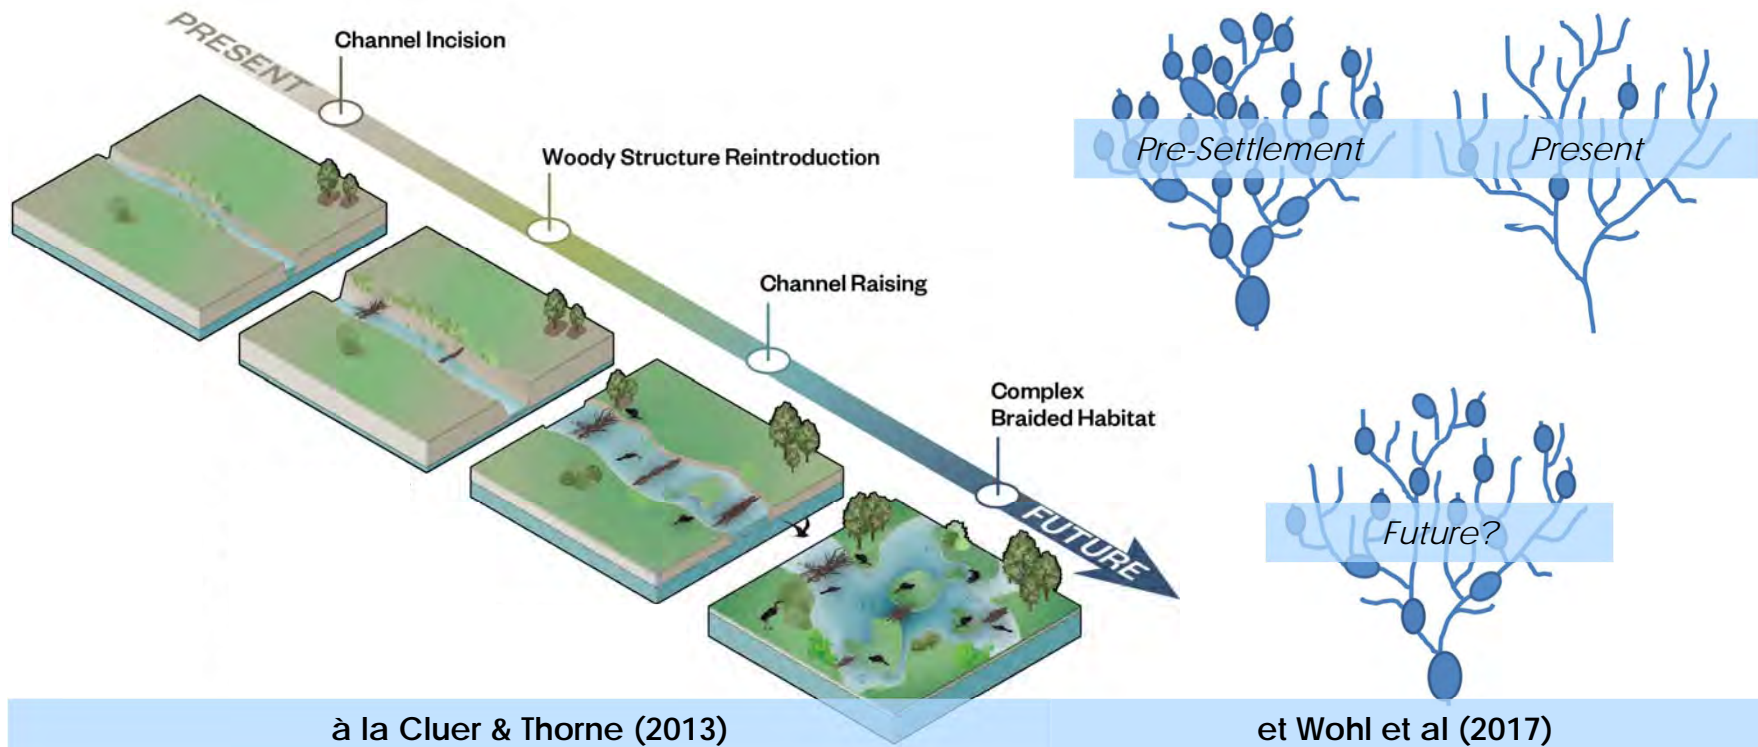 PRESENT
Channel Incision
Woody Structure Reintroduction
Channel Raising
Complex
Braided Habitat
FUTURE
Pre-Settlement
Present
Future?
à la Cluer & Thorne (2013)
et Wohl et al (2017)